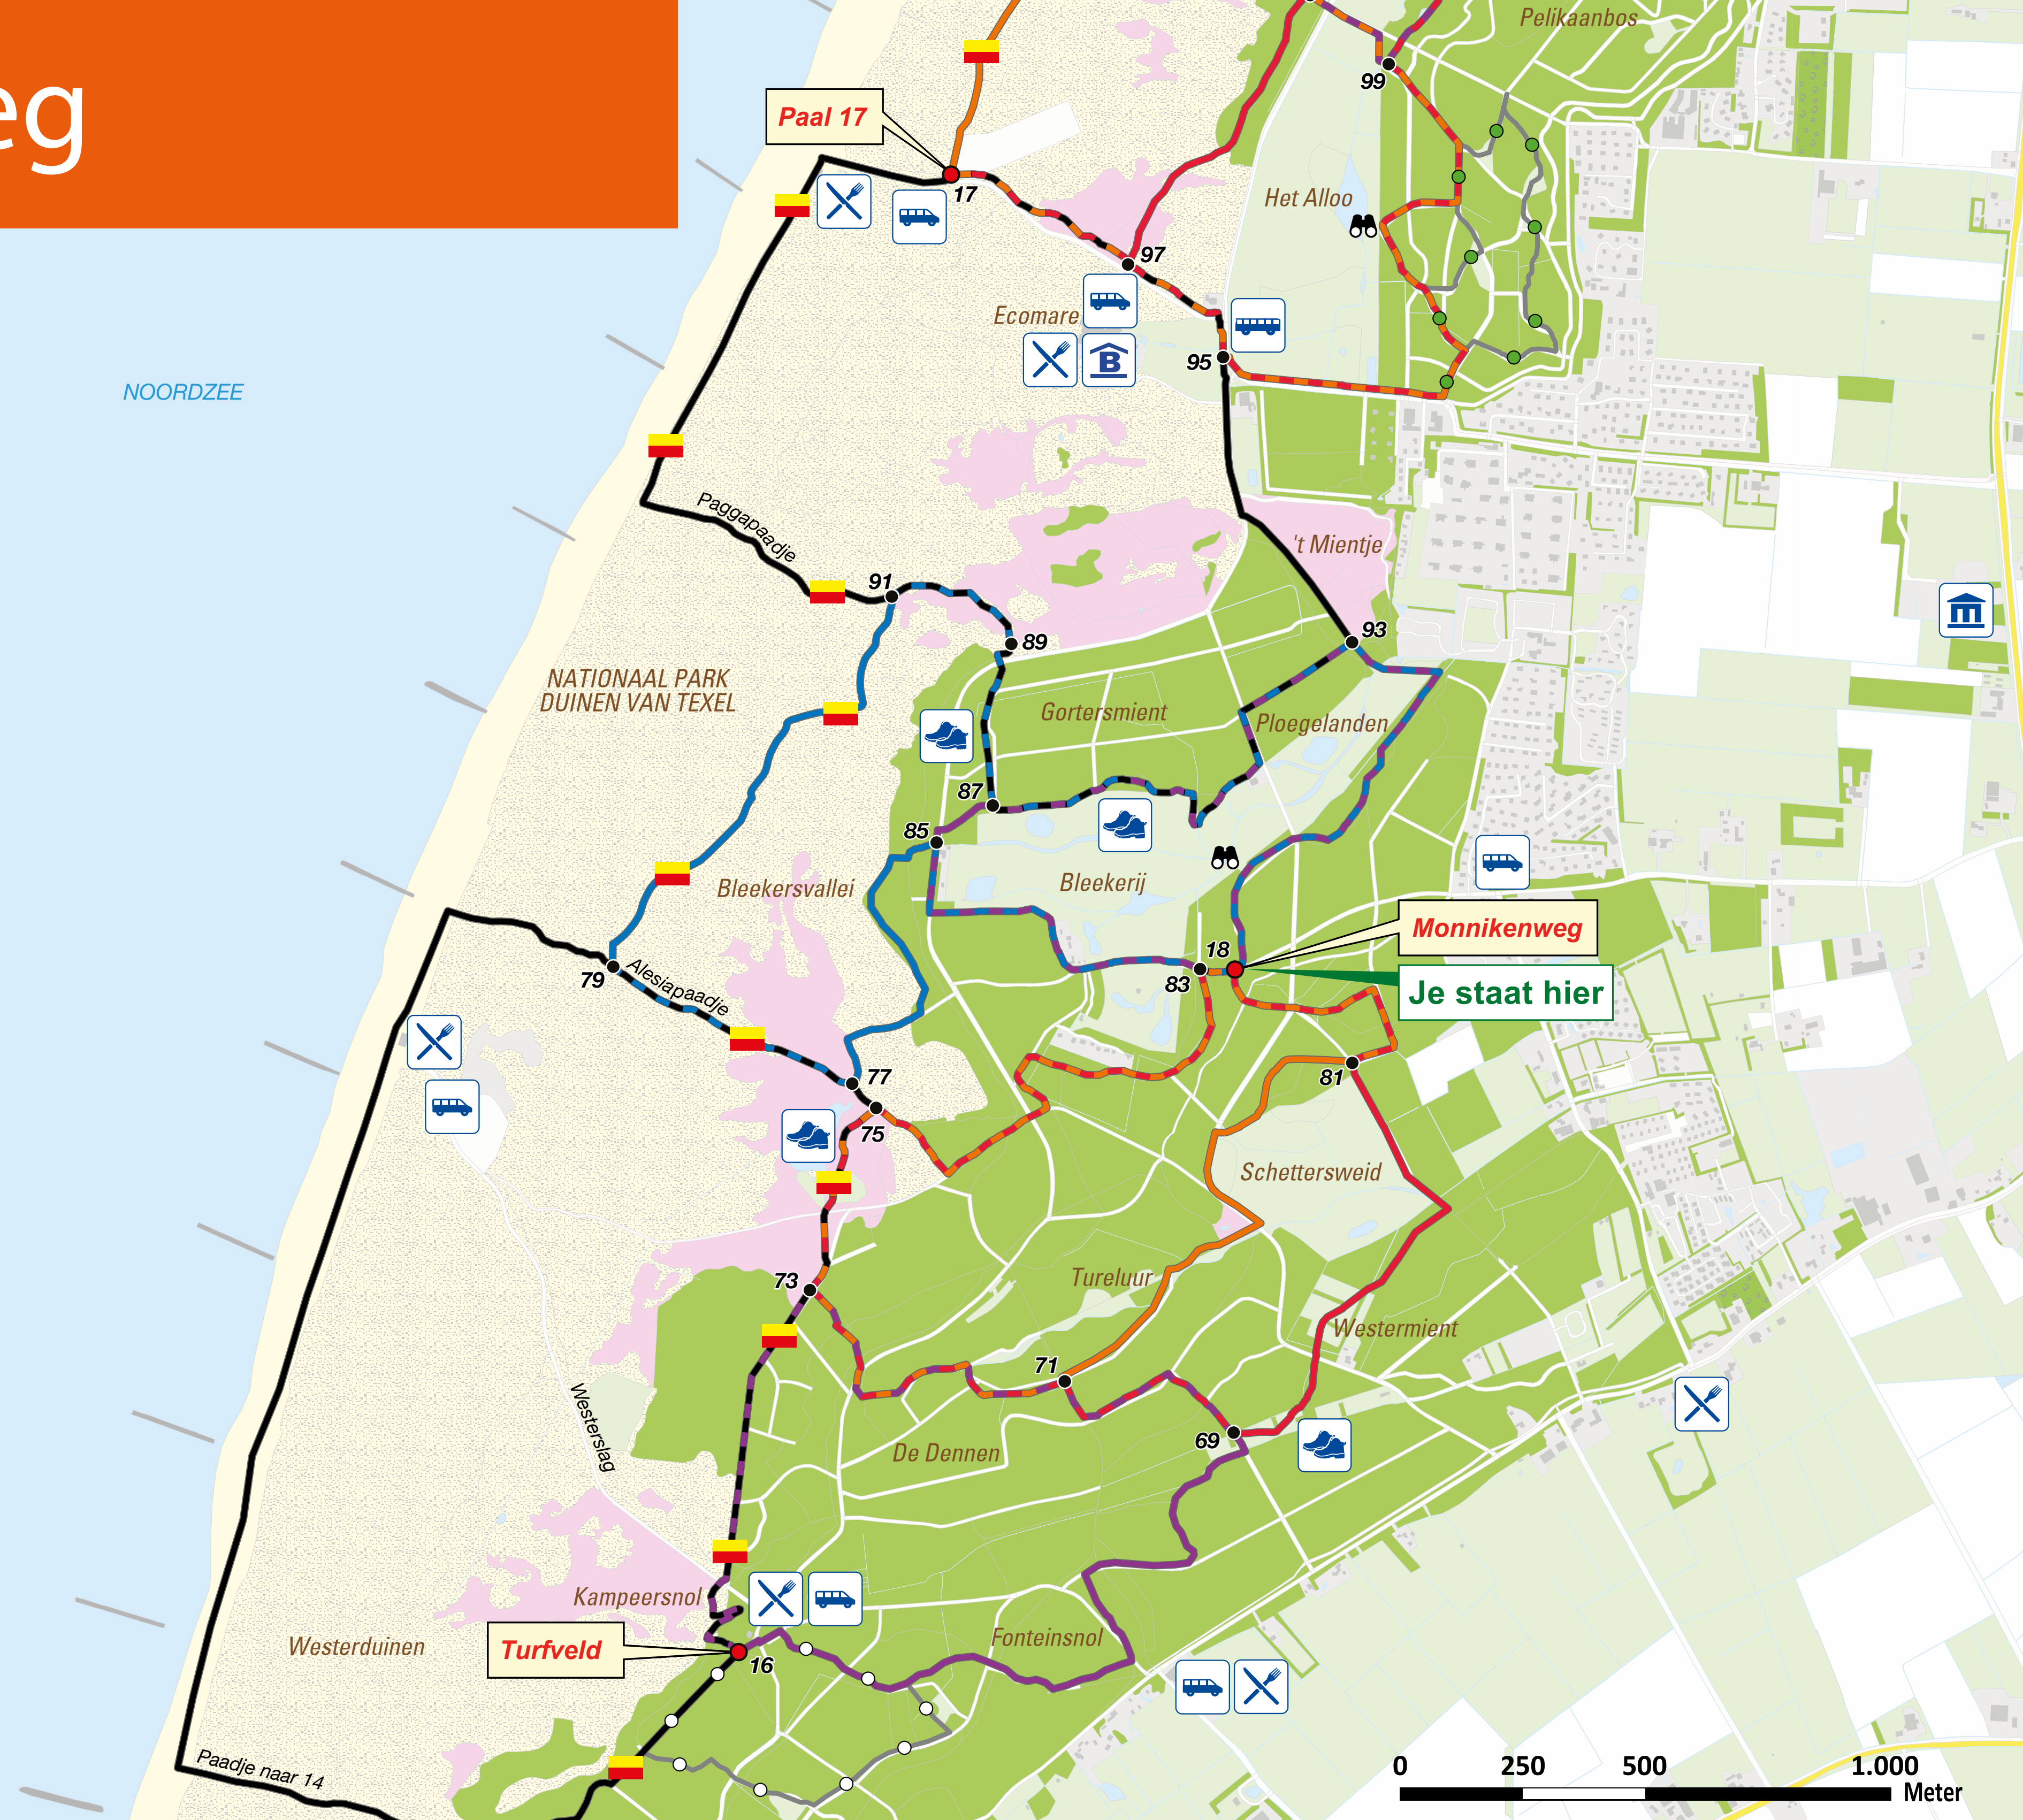 eg
Pelikaanbos
99
Paal 17
17
Het Alloo
97
Ecomare
B
95
NOORDZEE
Paggapaadje
't Mientje
91
93
89
NATIONAAL PARK
DUINEN VAN TEXEL
Gortersmient
Ploegelanden
87
85
Bleekersvallei
Bleekerij
Monnikenweg
18
83
Je staat hier
79
Alesiapaadje
77
81
75
Schettersweid
73
Tureluur
Westermient
71
Westerslag
69
De Dennen
Kampeersnol
Westerduinen
Turfveld
16
Fonteinsnol
Paadje naar 14
0 250 500 1.000
Meter